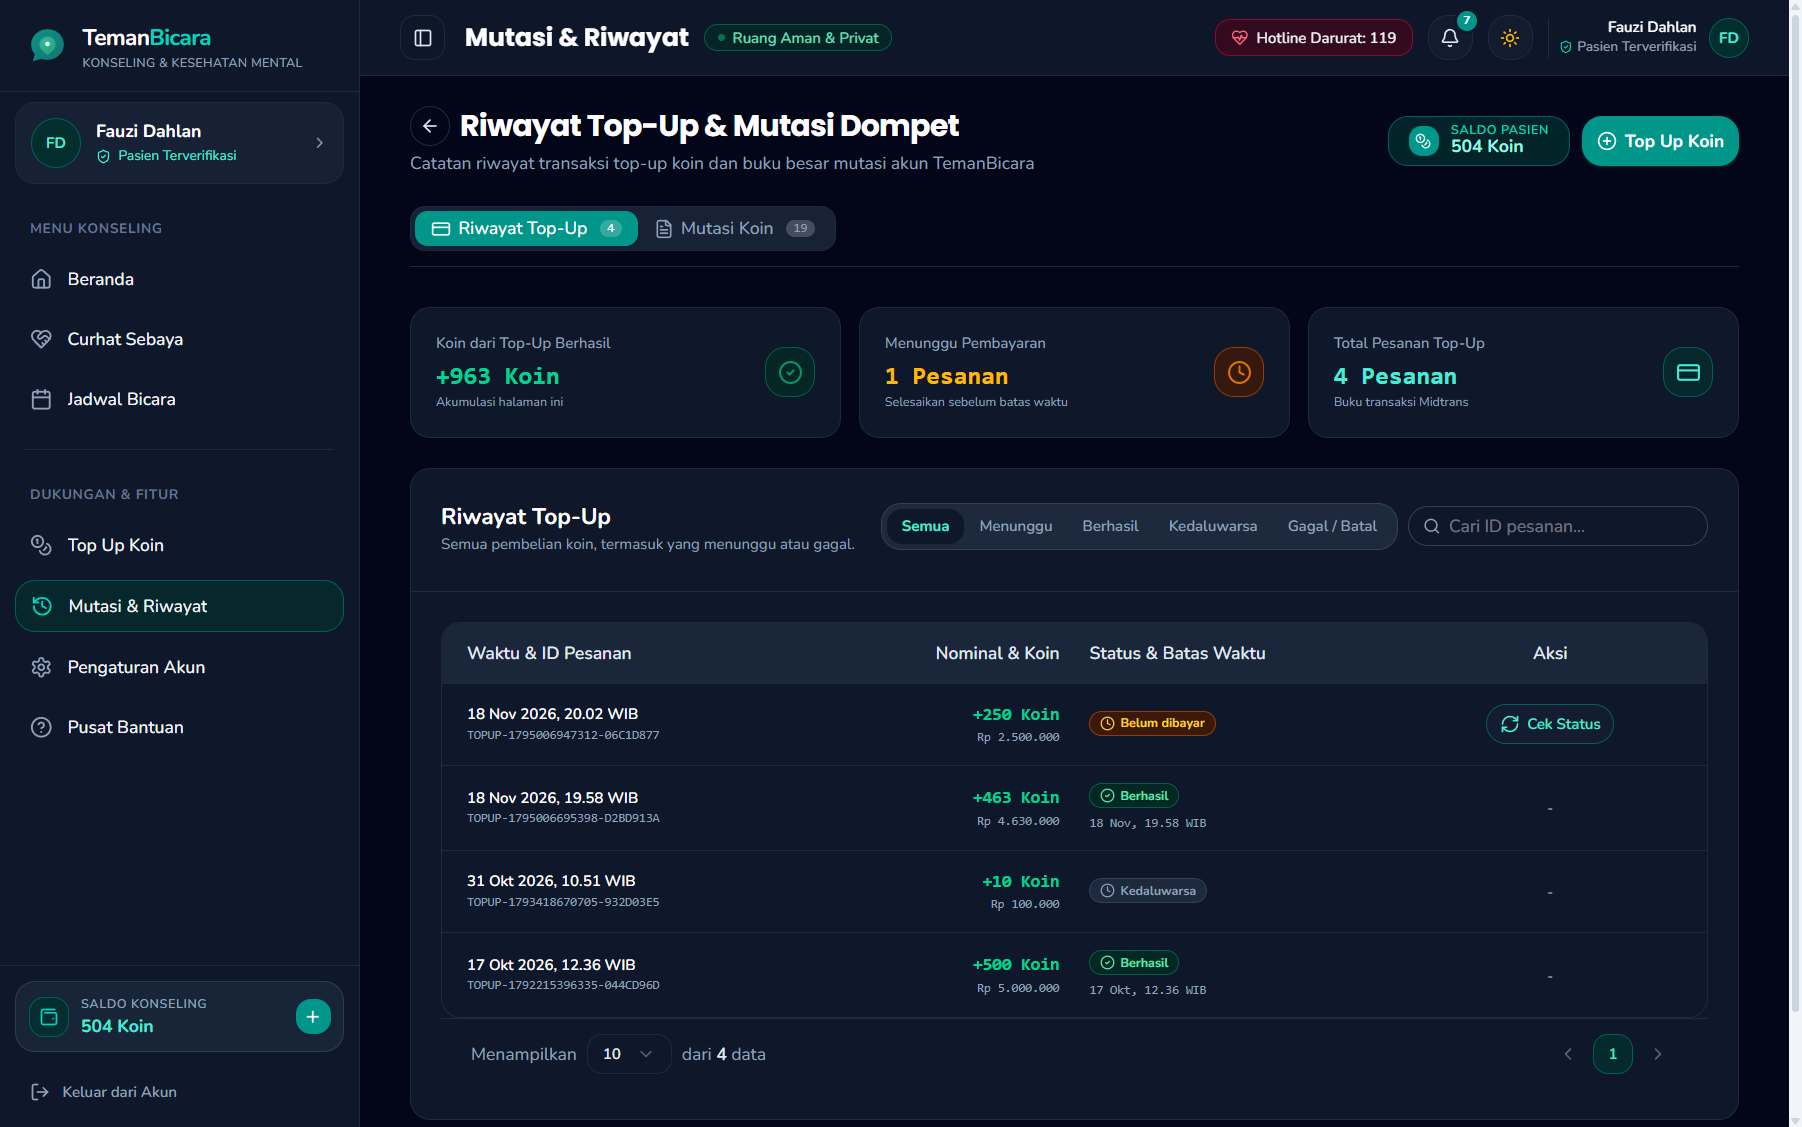 TemanBicara
KONSELING & KESEHATAN MENTAL
FD
Fauzi Dahlan
Pasien Terverifikasi
MENU KONSELING
Beranda
Curhat Sebaya
Jadwal Bicara
DUKUNGAN & FITUR
Top Up Koin
Mutasi & Riwayat
Pengaturan Akun
Pusat Bantuan
SALDO KONSELING
504 Koin
Keluar dari Akun
Mutasi & Riwayat
Ruang Aman & Privat
Hotline Darurat: 119
7
Fauzi Dahlan
Pasien Terverifikasi
FD
Riwayat Top-Up & Mutasi Dompet
Catatan riwayat transaksi top-up koin dan buku besar mutasi akun TemanBicara
SALDO PASIEN
504 Koin
Top Up Koin
Riwayat Top-Up 4
Mutasi Koin 19
Koin dari Top-Up Berhasil
+963 Koin
Akumulasi halaman ini
Menunggu Pembayaran
1 Pesanan
Selesaikan sebelum batas waktu
Total Pesanan Top-Up
4 Pesanan
Buku transaksi Midtrans
Riwayat Top-Up
Semua pembelian koin, termasuk yang menunggu atau gagal.
Semua Menunggu Berhasil Kedaluwarsa Gagal / Batal
Cari ID pesanan...
Waktu & ID Pesanan Nominal & Koin Status & Batas Waktu Aksi
18 Nov 2026, 20.02 WIB
TOPUP-1795006947312-06C1D877
+250 Koin
Rp 2.500.000
Belum dibayar
Cek Status
18 Nov 2026, 19.58 WIB
TOPUP-1795006695398-D2BD913A
+463 Koin
Rp 4.630.000
Berhasil
18 Nov, 19.58 WIB
-
31 Okt 2026, 10.51 WIB
TOPUP-1793418670705-932D03E5
+10 Koin
Rp 100.000
Kedaluwarsa
-
17 Okt 2026, 12.36 WIB
TOPUP-1792215396335-044CD96D
+500 Koin
Rp 5.000.000
Berhasil
17 Okt, 12.36 WIB
-
Menampilkan 10 dari 4 data
1